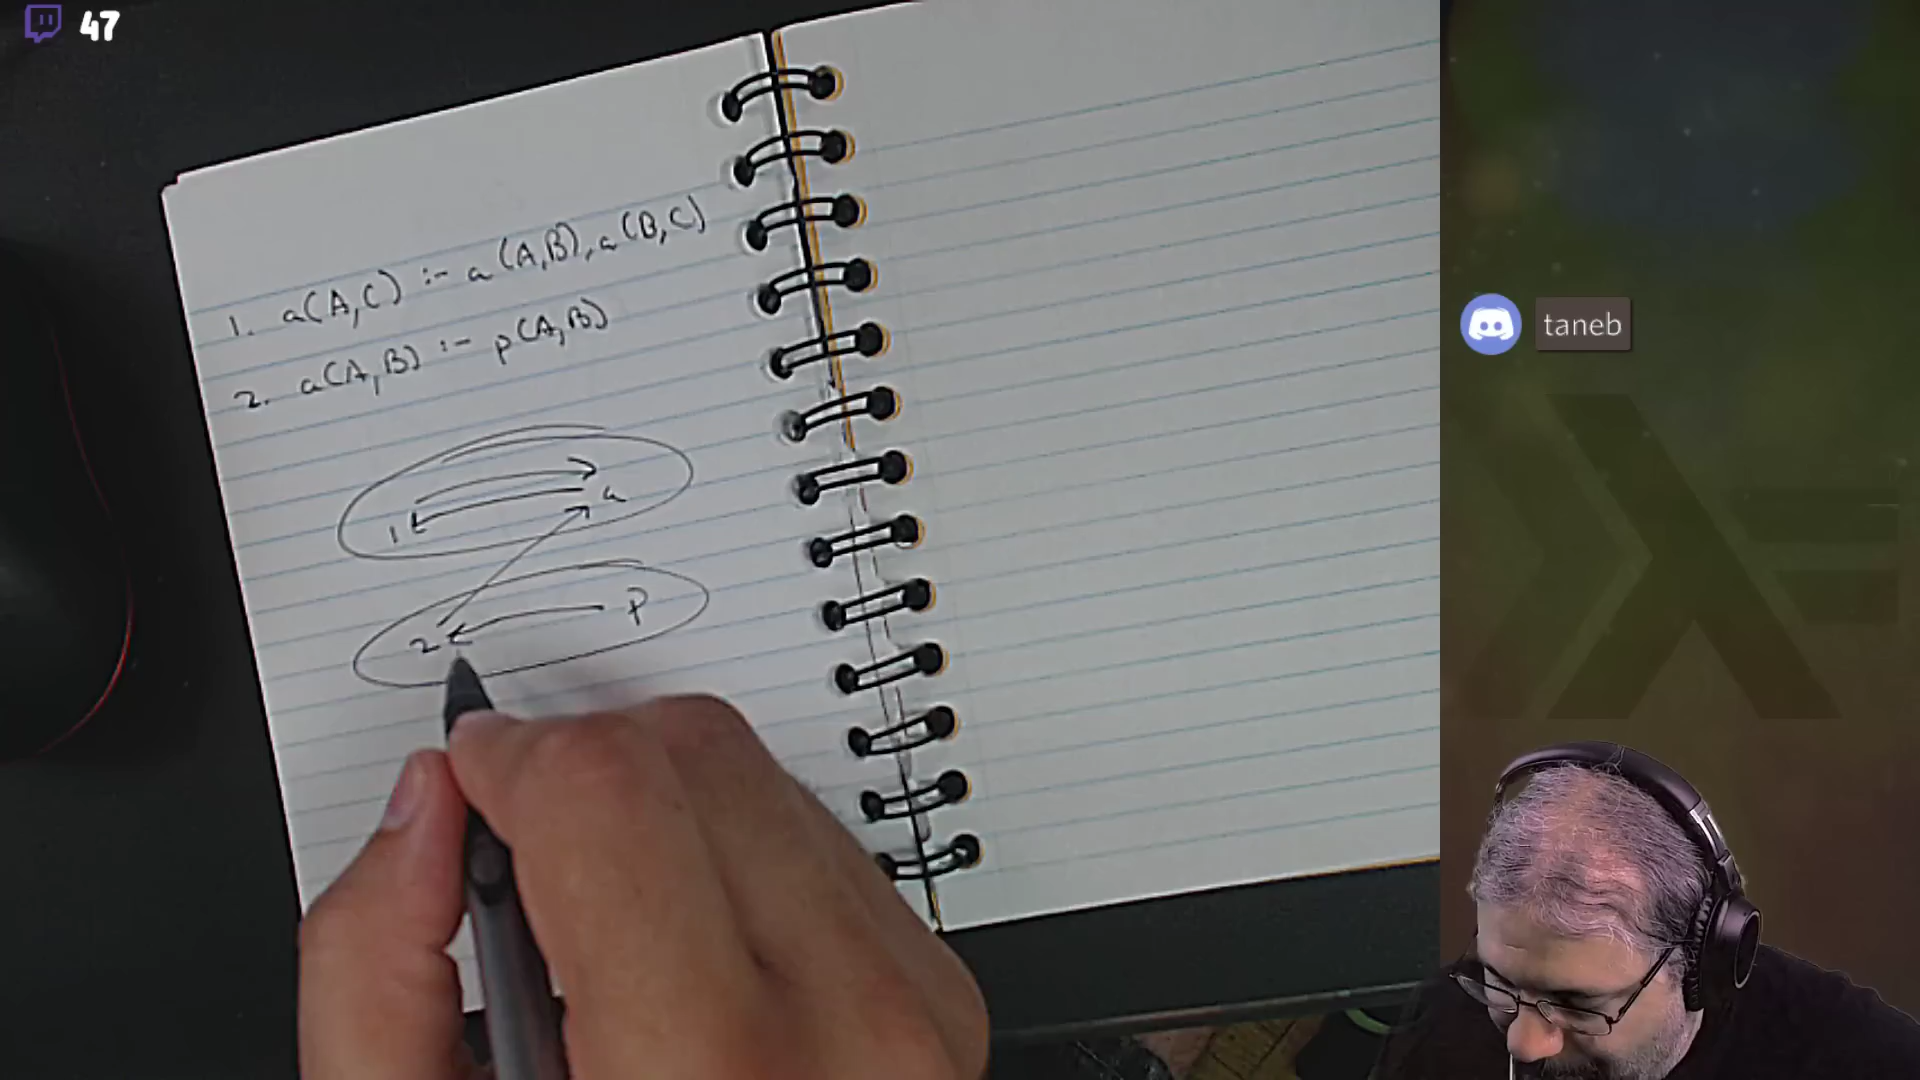 47
1. a(A,C) :- a(A,B), a(B,C)
2. a(A,B) :- p(A,B)
1 a
2 p
taneb